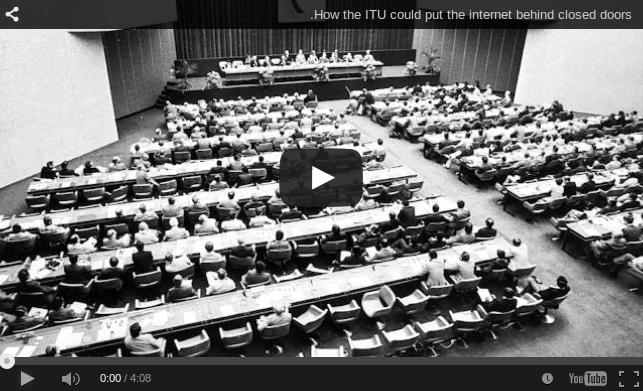 .How the ITU could put the internet behind closed doors
0:00 / 4:08
YouTube